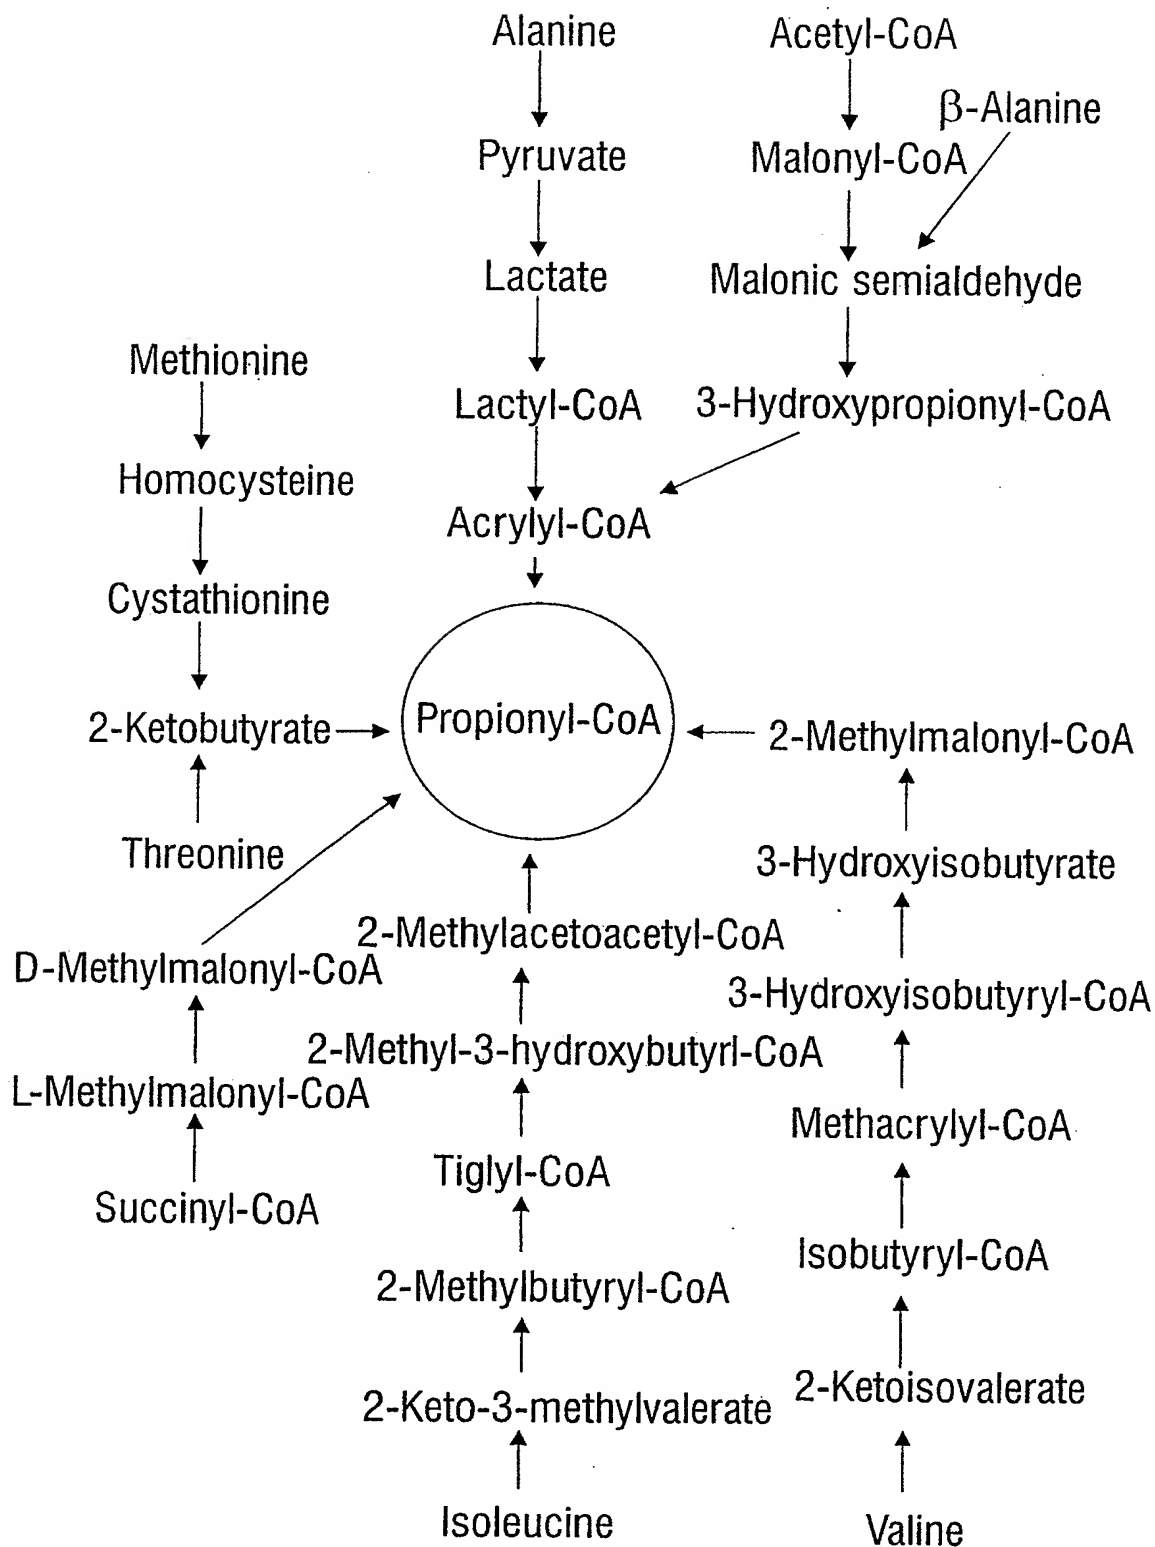 Alanine
Acetyl-CoA
β-Alanine
Pyruvate
Malonyl-CoA
Lactate
Malonic semialdehyde
Methionine
Lactyl-CoA
3-Hydroxypropionyl-CoA
Homocysteine
Acrylyl-CoA
Cystathionine
2-Ketobutyrate
Propionyl-CoA
2-Methylmalonyl-CoA
Threonine
3-Hydroxyisobutyrate
2-Methylacetoacetyl-CoA
D-Methylmalonyl-CoA
3-Hydroxyisobutyryl-CoA
2-Methyl-3-hydroxybutyrl-CoA
L-Methylmalonyl-CoA
Methacrylyl-CoA
Tiglyl-CoA
Succinyl-CoA
Isobutyryl-CoA
2-Methylbutyryl-CoA
2-Ketoisovalerate
2-Keto-3-methylvalerate
Isoleucine
Valine